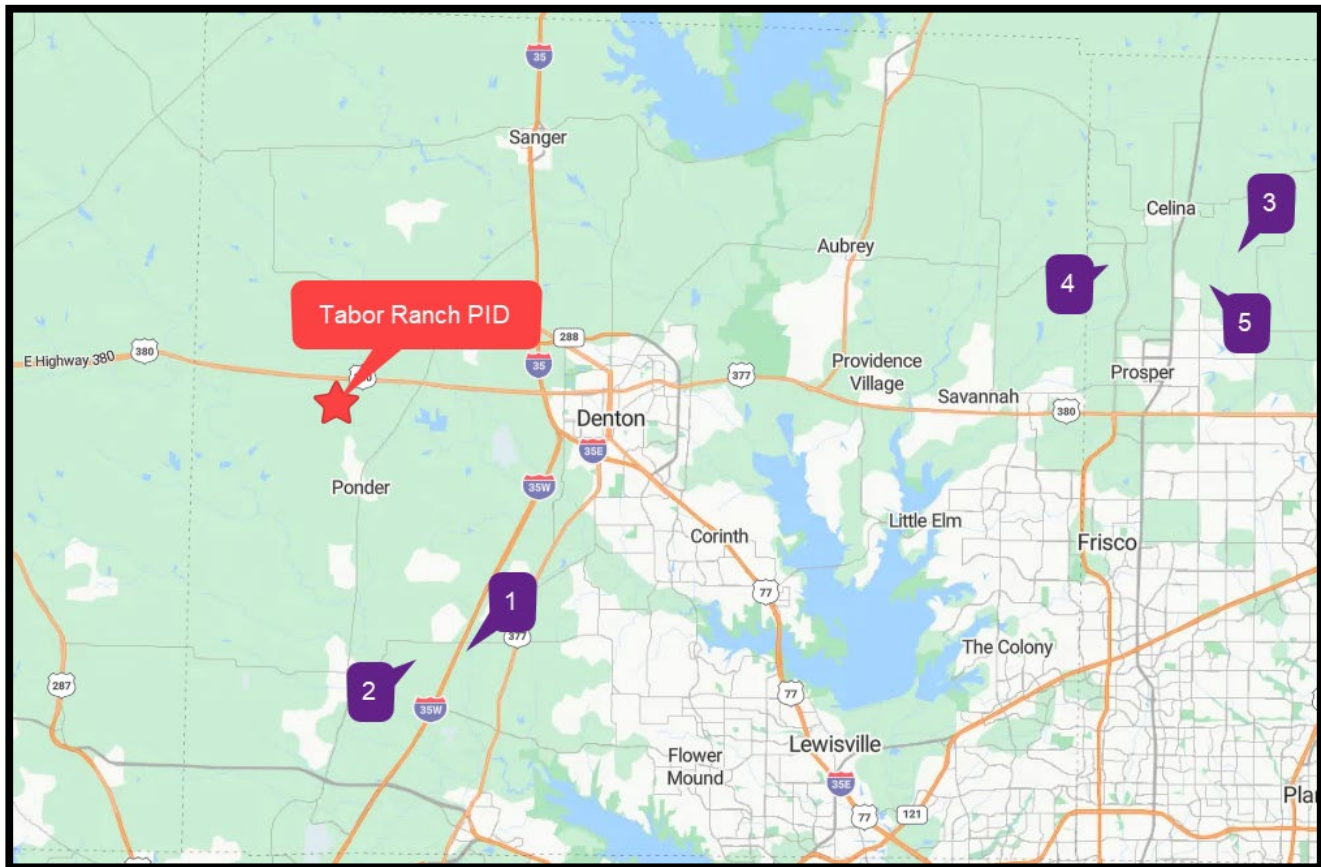 35
Sanger
Celina
3
Aubrey
4
Tabor Ranch PID
5
288
E Highway 380
380
35
377
Providence
Village
Prosper
Savannah
380
Denton
35E
Ponder
35W
Little Elm
Corinth
Frisco
77
1
377
The Colony
2
287
77
35W
Lewisville
Flower
Mound
35E
77
121